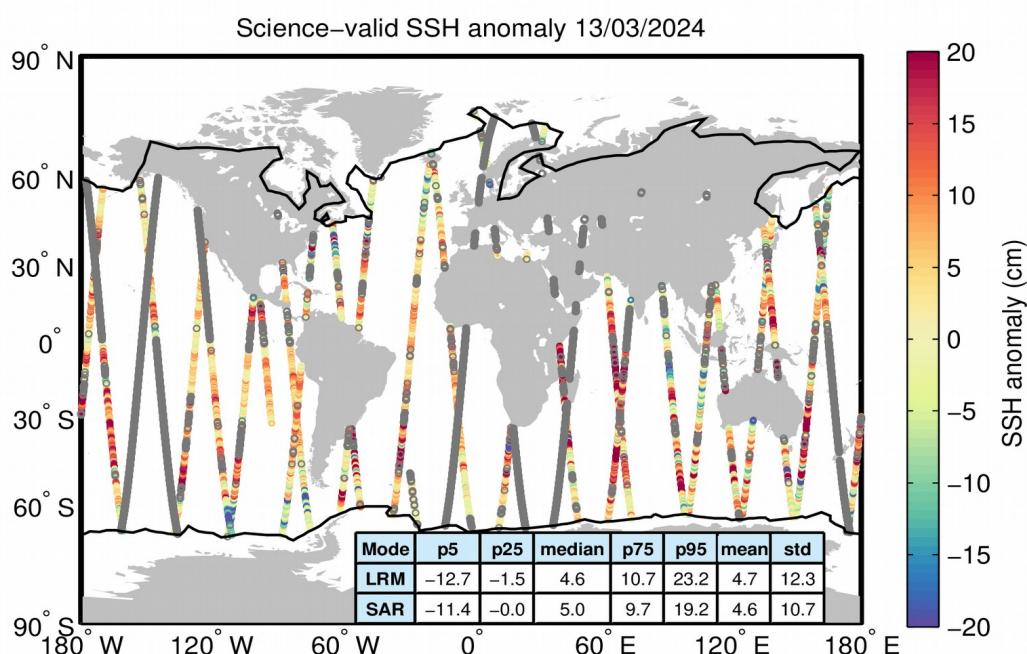 Science−valid SSH anomaly 13/03/2024
90° N
60° N
30° N
0°
30° S
60° S
90° S
180° W
120° W
60° W
0°
60° E
120° E
180° E
Mode p5 p25 median p75 p95 mean std
LRM −12.7 −1.5 4.6 10.7 23.2 4.7 12.3
SAR −11.4 −0.0 5.0 9.7 19.2 4.6 10.7
20
15
10
5
0
−5
−10
−15
−20
SSH anomaly (cm)